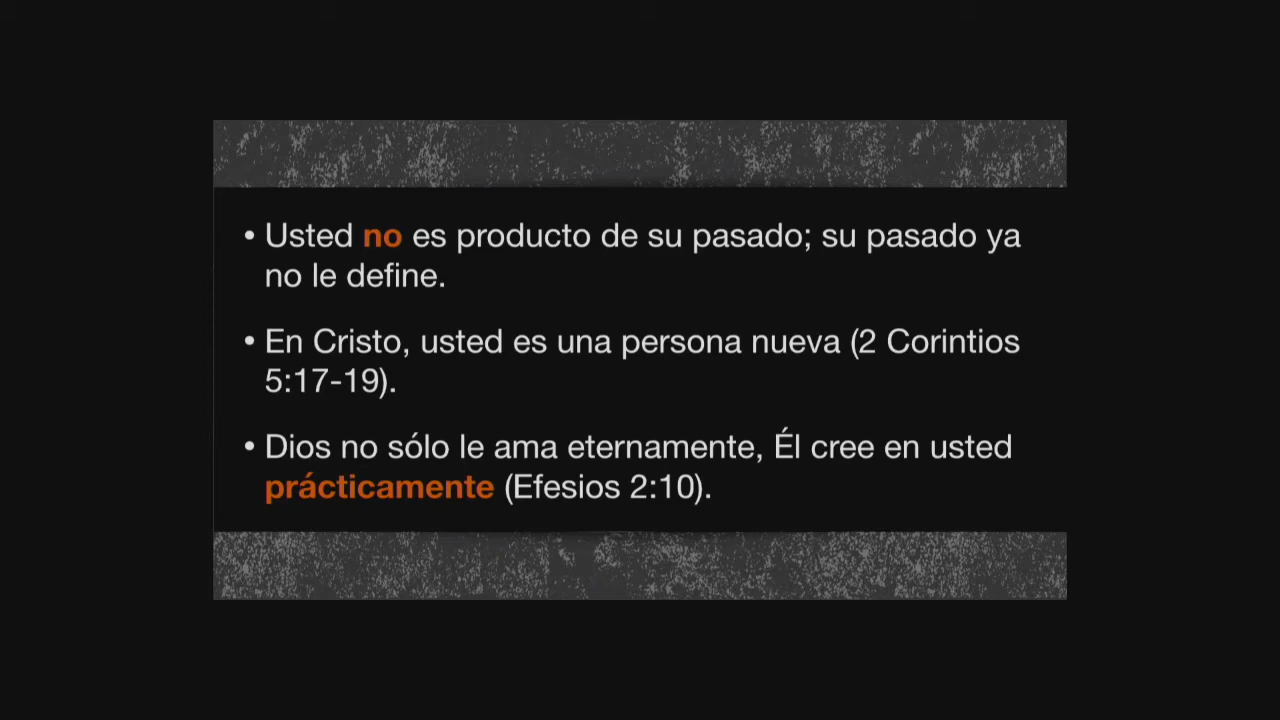 • Usted no es producto de su pasado; su pasado ya
no le define.
• En Cristo, usted es una persona nueva (2 Corintios
5:17-19).
• Dios no sólo le ama eternamente, Él cree en usted
prácticamente (Efesios 2:10).